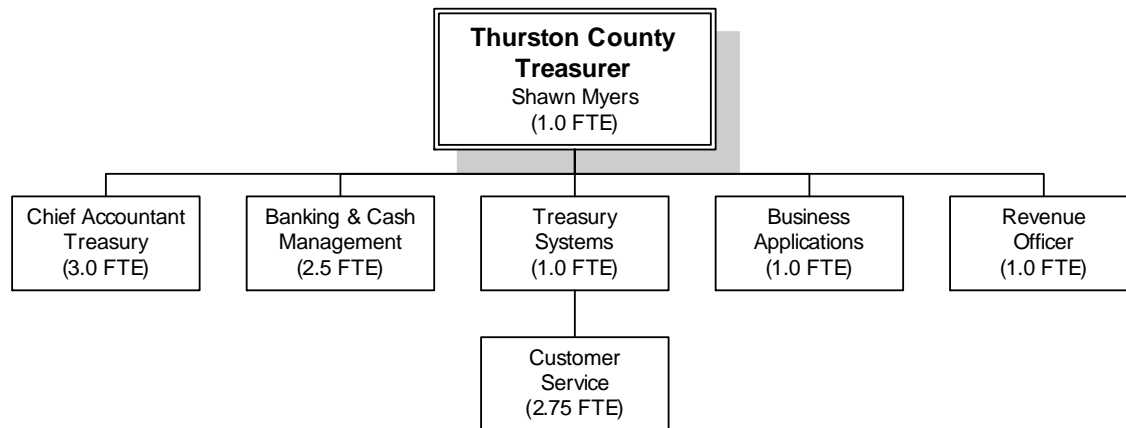 Thurston County
Treasurer
Shawn Myers
(1.0 FTE)
Chief Accountant
Treasury
(3.0 FTE)
Banking & Cash
Management
(2.5 FTE)
Treasury
Systems
(1.0 FTE)
Business
Applications
(1.0 FTE)
Revenue
Officer
(1.0 FTE)
Customer
Service
(2.75 FTE)